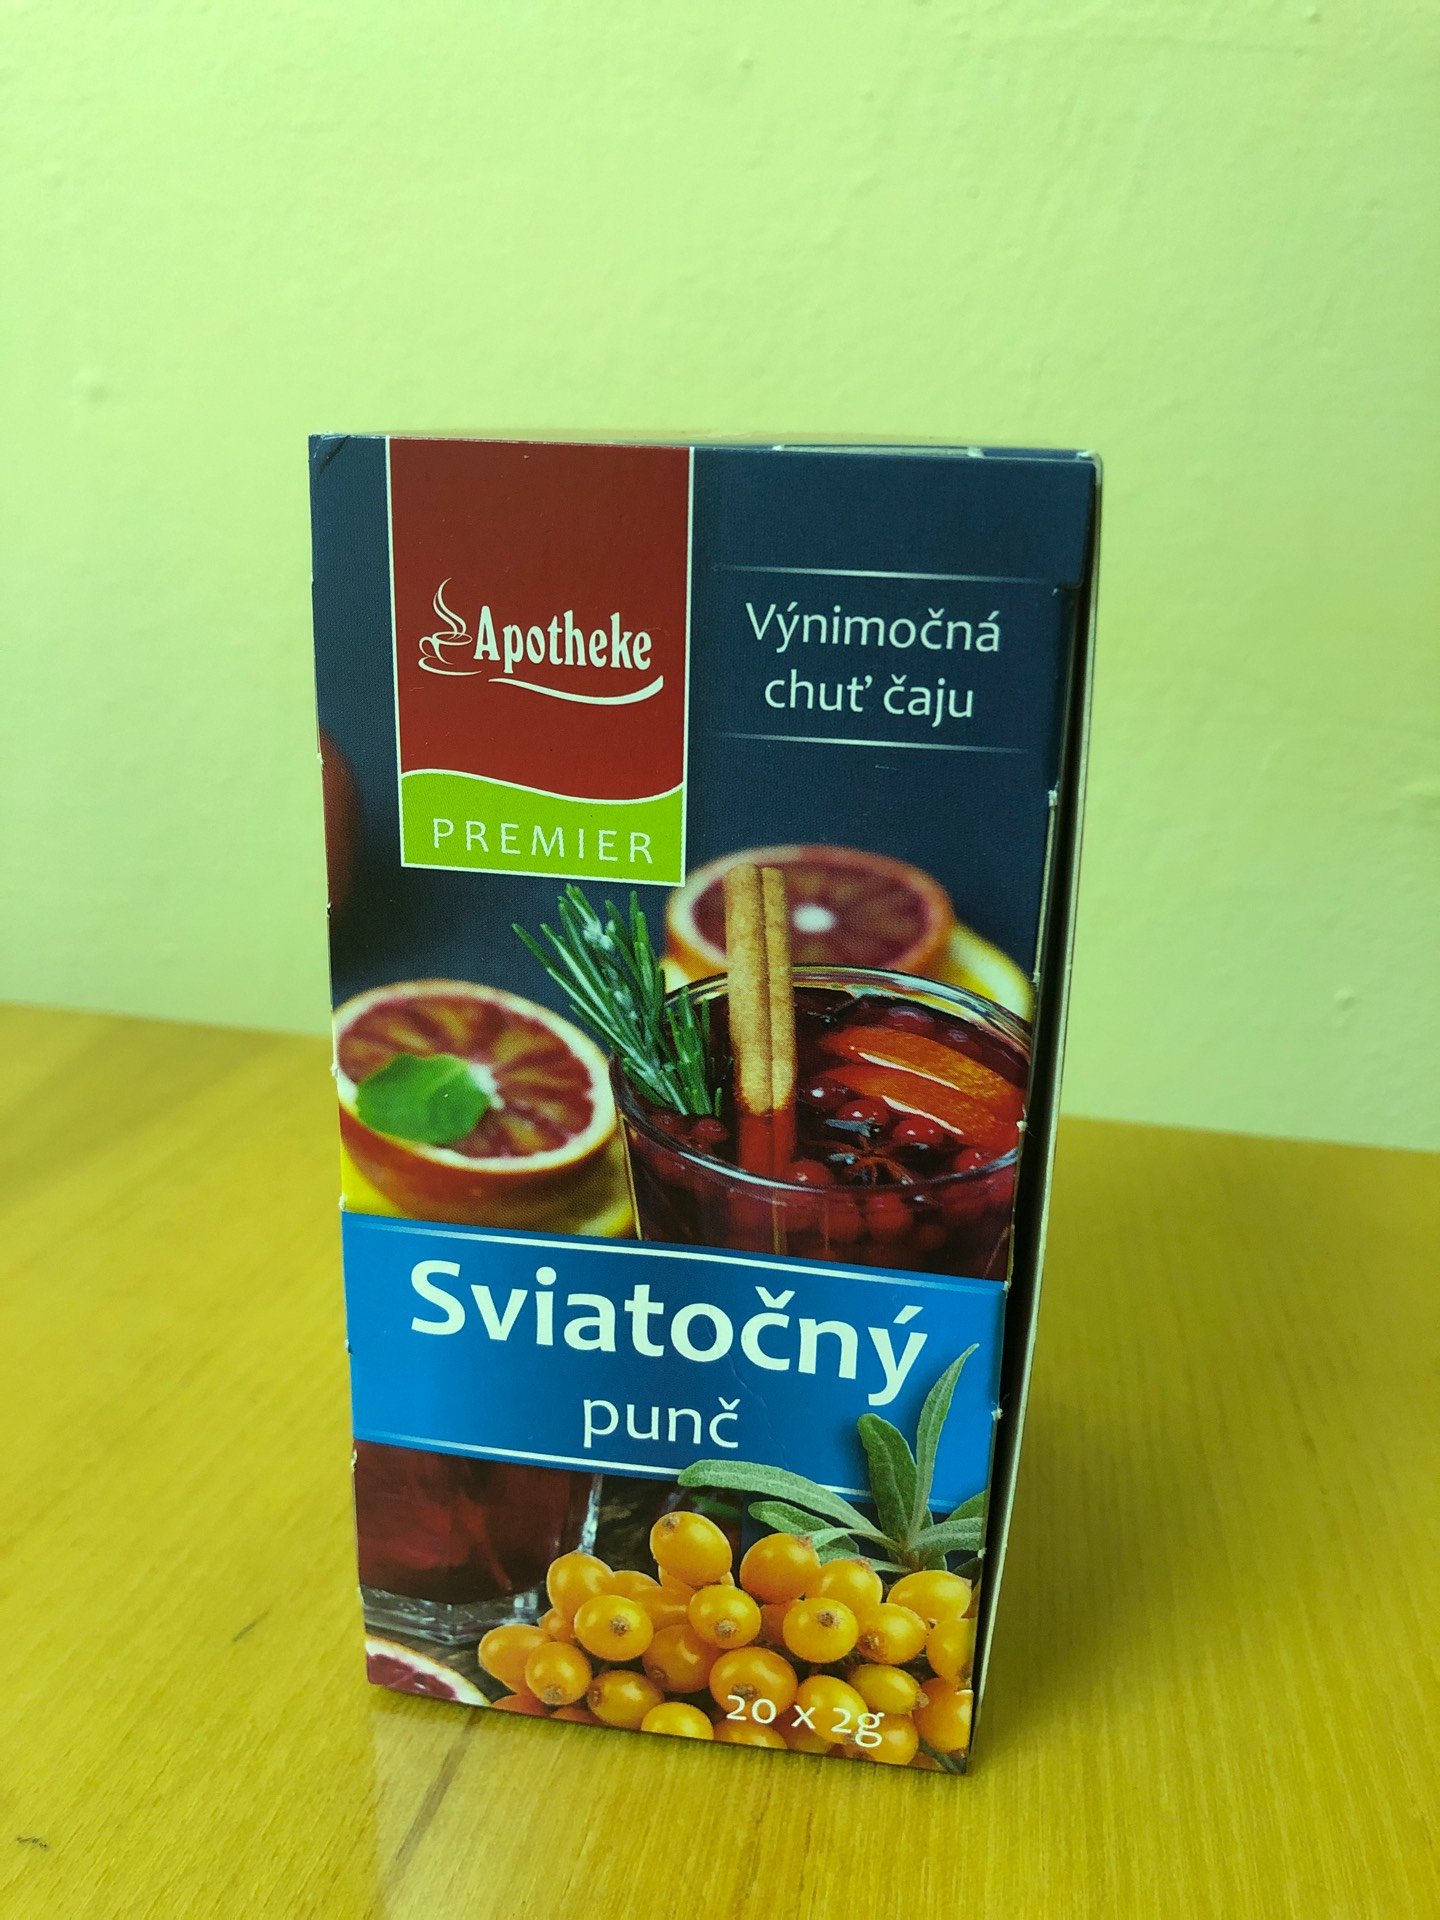 Apotheke
PREMIER
Výnimočná
chuť čaju
Sviatočný
punč
20 x 2g